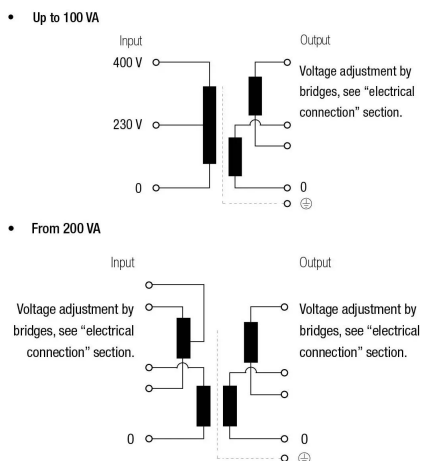 • Up to 100 VA
Input
Output
400 V
Voltage adjustment by
bridges, see “electrical
connection” section.
230 V
0
0
• From 200 VA
Input
Output
Voltage adjustment by
bridges, see “electrical
connection” section.
Voltage adjustment by
bridges, see “electrical
connection” section.
0
0